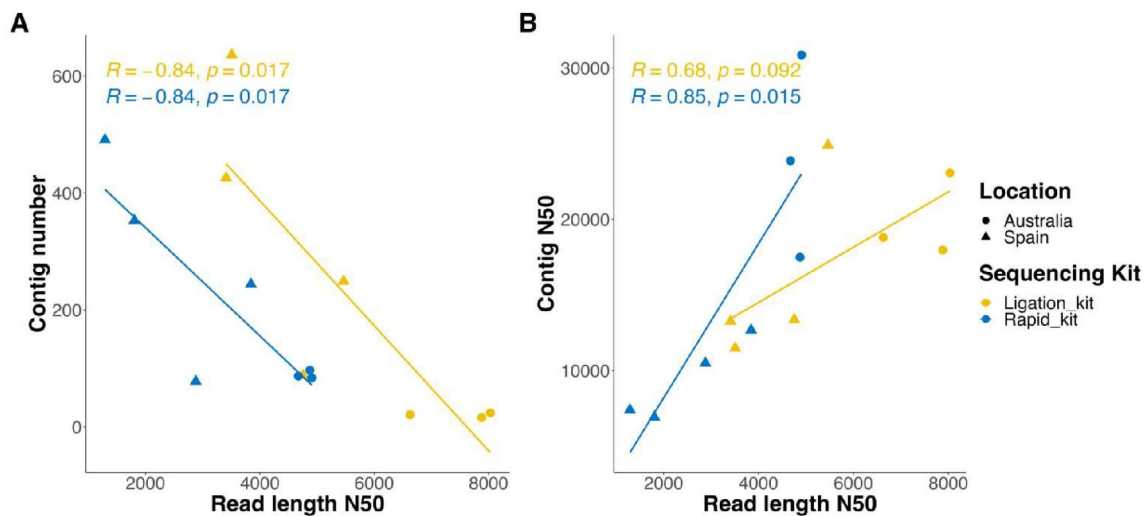 A
R = −0.84, p = 0.017
R = −0.84, p = 0.017
600
400
200
0
Contig number
2000
4000
6000
8000
Read length N50
B
R = 0.68, p = 0.092
R = 0.85, p = 0.015
30000
20000
10000
Contig N50
2000
4000
6000
8000
Read length N50
Location
Australia
Spain
Sequencing Kit
Ligation_kit
Rapid_kit